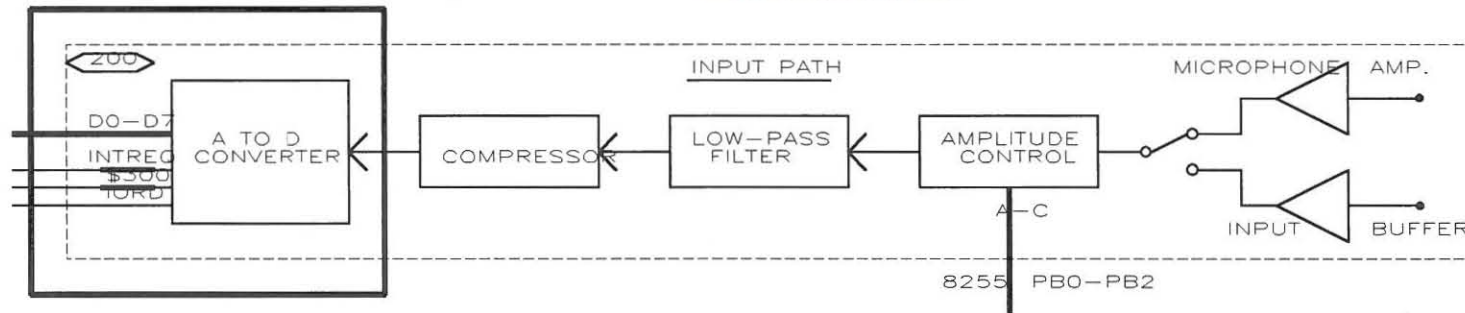 200
INPUT PATH
MICROPHONE AMP.
D0-D7
A TO D
CONVERTER
INTREQ
$300
IORD
COMPRESSOR
LOW-PASS
FILTER
AMPLITUDE
CONTROL
A-C
INPUT BUFFER
8255 PB0-PB2